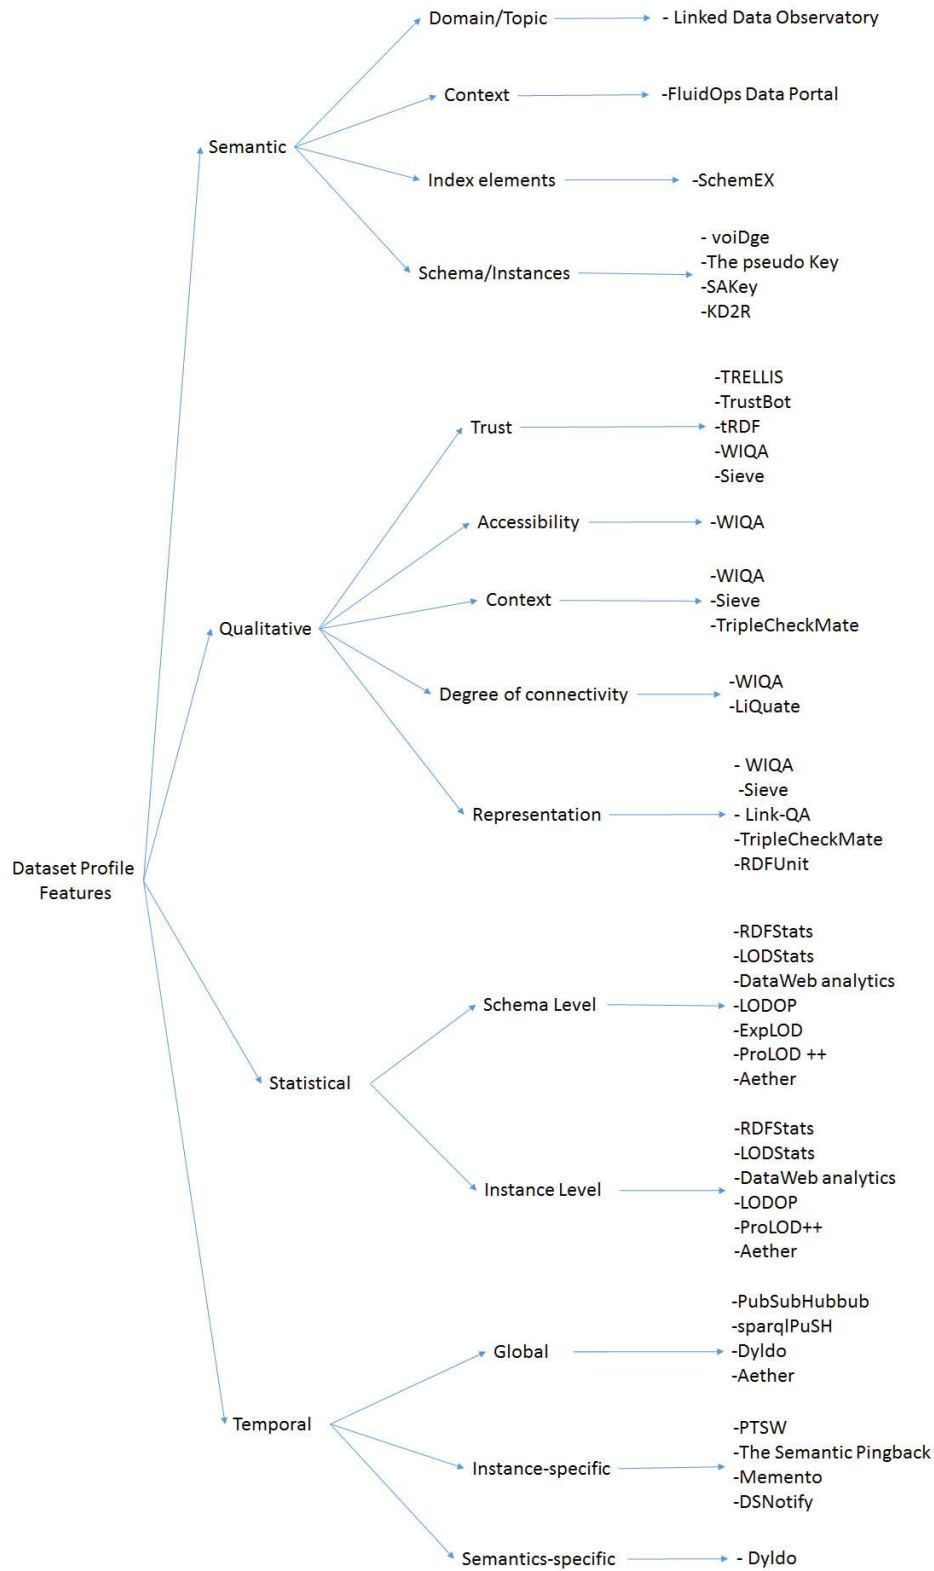 Domain/Topic
- Linked Data Observatory
Context
-FluidOps Data Portal
Semantic
Index elements
-SchemEX
Schema/Instances
- voiDge
-The pseudo Key
-SAKey
-KD2R
Trust
-TRELLIS
-TrustBot
-tRDF
-WIQA
-Sieve
Accessibility
-WIQA
Context
-WIQA
-Sieve
-TripleCheckMate
Qualitative
Degree of connectivity
-WIQA
-LiQuate
Representation
- WIQA
-Sieve
- Link-QA
-TripleCheckMate
-RDFUnit
Dataset Profile
Features
Schema Level
-RDFStats
-LODStats
-DataWeb analytics
-LODOP
-ExpLOD
-ProLOD ++
-Aether
Statistical
Instance Level
-RDFStats
-LODStats
-DataWeb analytics
-LODOP
-ProLOD++
-Aether
Global
-PubSubHubbub
-sparqlPuSH
-Dyldo
-Aether
Temporal
Instance-specific
-PTSW
-The Semantic Pingback
-Memento
-DSNotify
Semantics-specific
- Dyldo